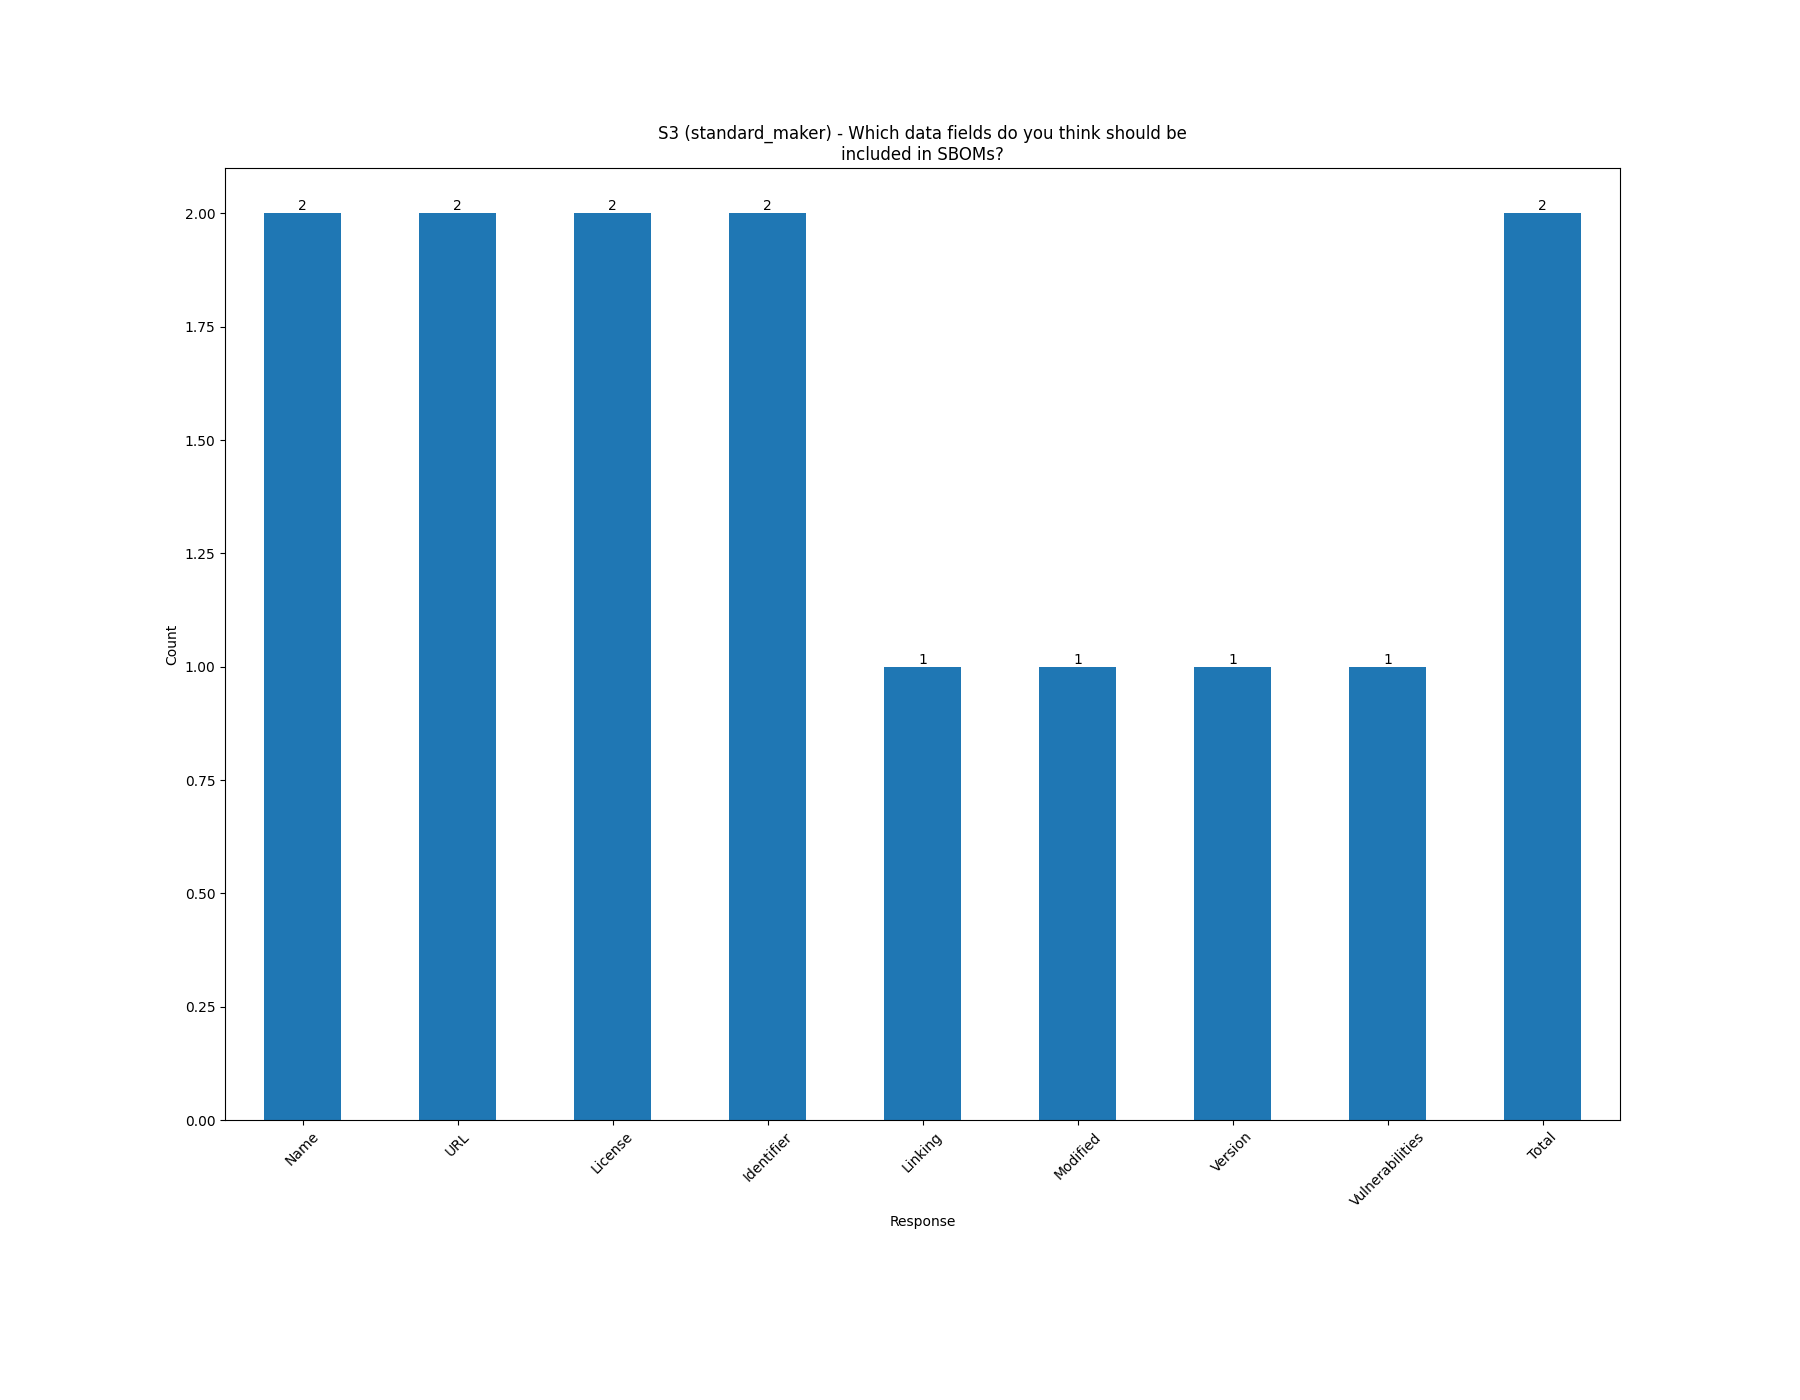 S3 (standard_maker) - Which data fields do you think should be
included in SBOMs?
2 2 2 2 2
2.00
1.75
1.50
1.25
1 1 1 1
1.00
0.75
0.50
0.25
0.00
Count
Name URL License Identifier Linking Modified Version Vulnerabilities Total
Response